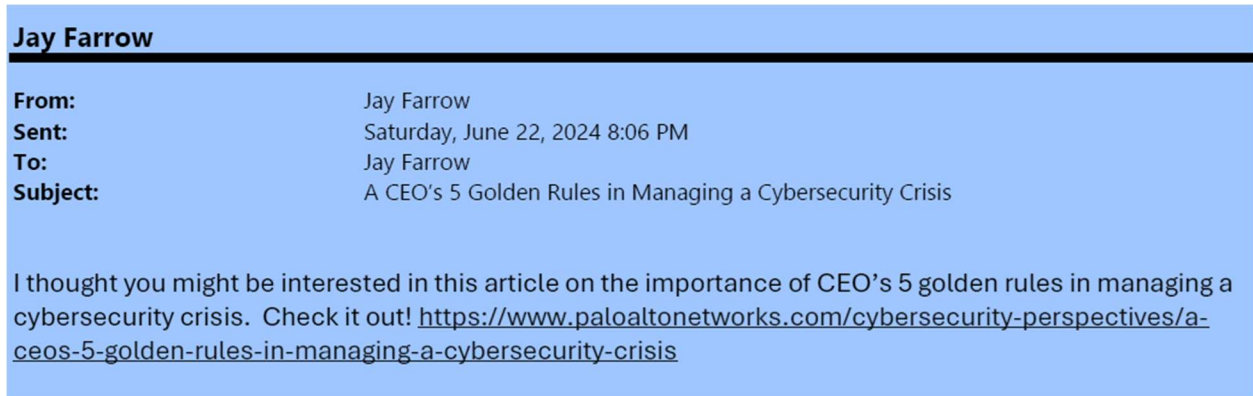 Jay Farrow
From: Jay Farrow
Sent: Saturday, June 22, 2024 8:06 PM
To: Jay Farrow
Subject: A CEO's 5 Golden Rules in Managing a Cybersecurity Crisis
I thought you might be interested in this article on the importance of CEO's 5 golden rules in managing a
cybersecurity crisis.  Check it out! https://www.paloaltonetworks.com/cybersecurity-perspectives/a-
ceos-5-golden-rules-in-managing-a-cybersecurity-crisis